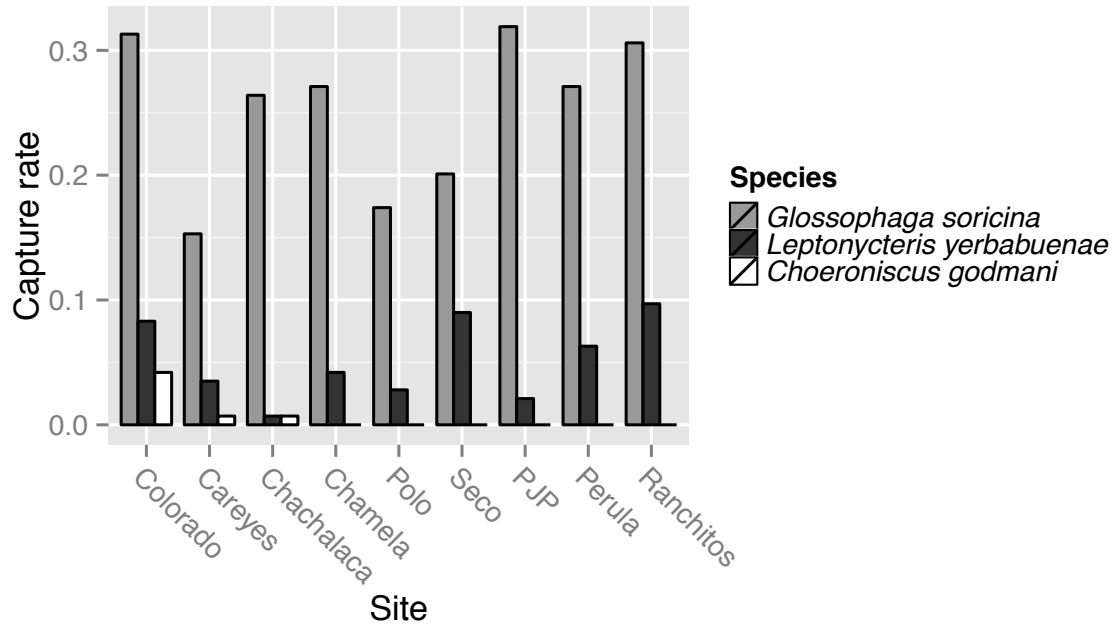 Capture rate
0.3
0.2
0.1
0.0
Colorado
Careyes
Chachalaca
Chamela
Polo
Seco
PJP
Perula
Ranchitos
Site
Species
Glossophaga soricina
Leptonycteris yerbabuenae
Choeroniscus godmani